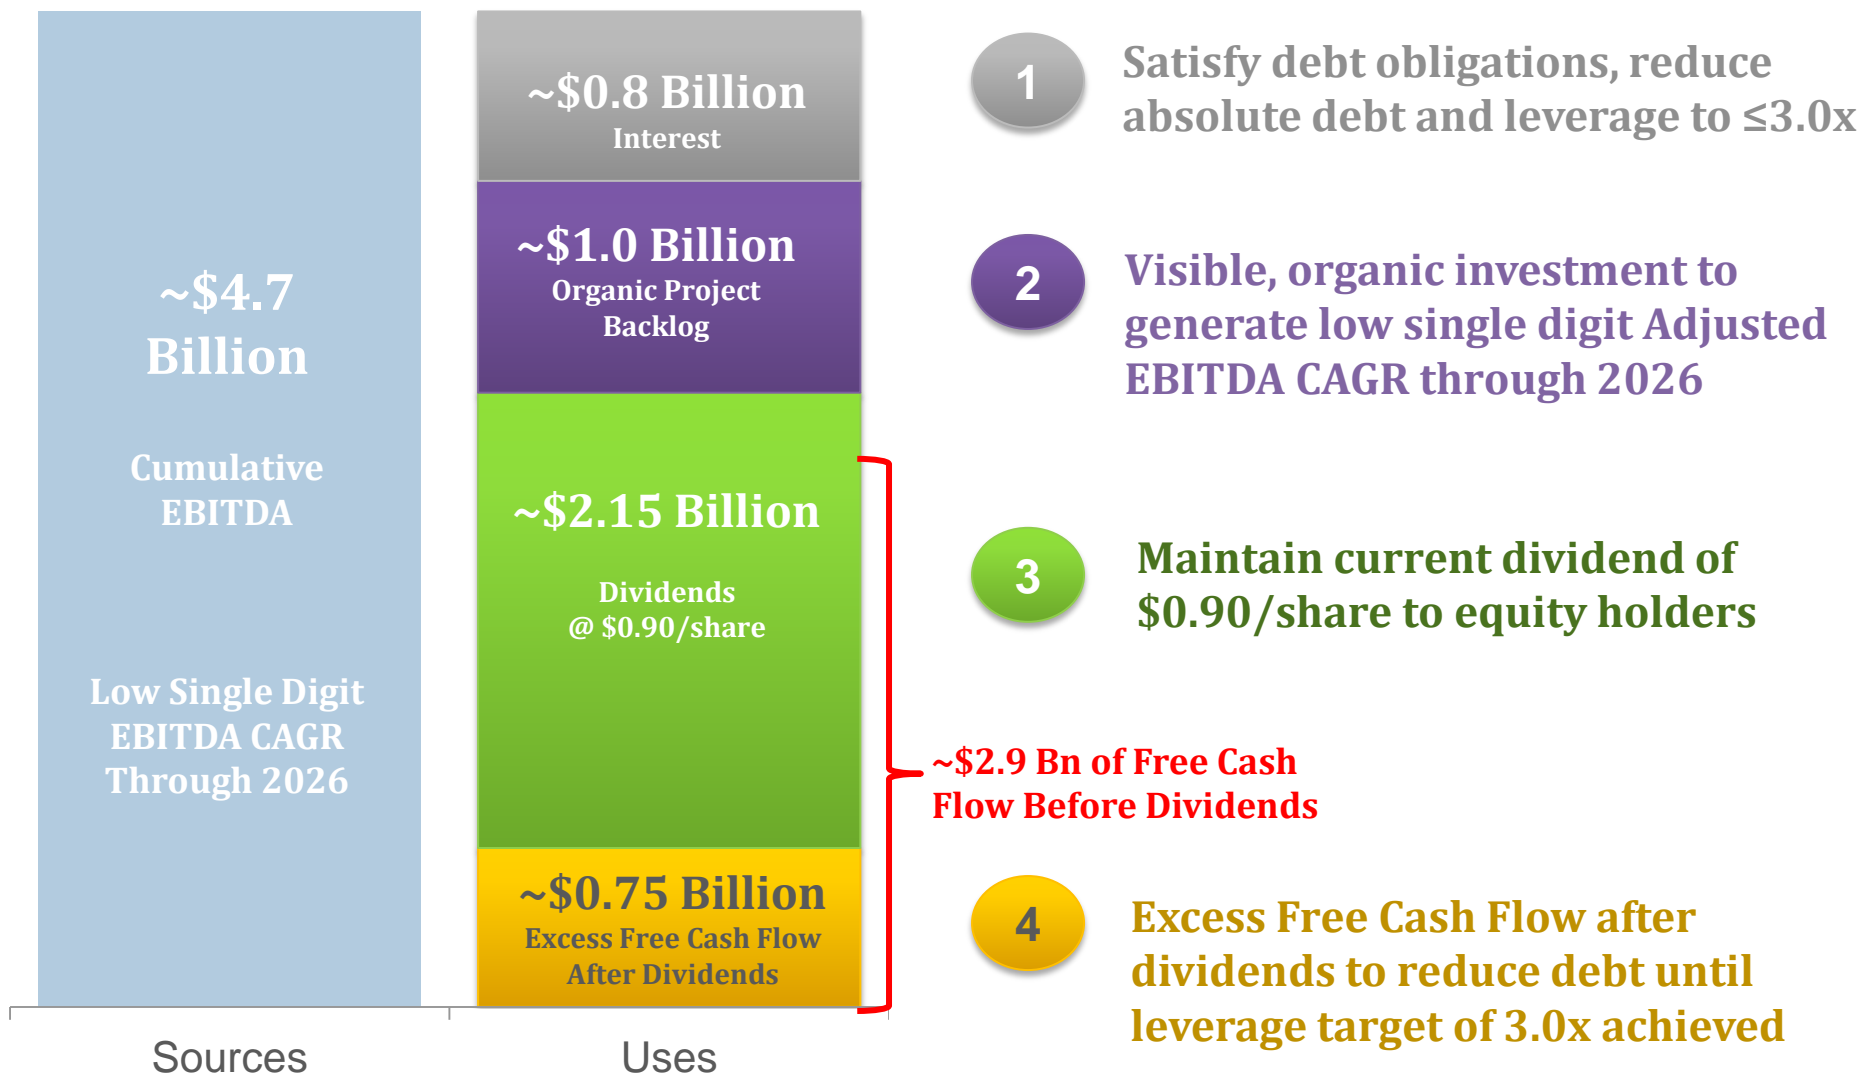 ~$4.7
Billion
Cumulative
EBITDA
Low Single Digit
EBITDA CAGR
Through 2026
Sources
~$0.8 Billion
Interest
~$1.0 Billion
Organic Project
Backlog
~$2.15 Billion
Dividends
@ $0.90/share
~$0.75 Billion
Excess Free Cash Flow
After Dividends
Uses
~$2.9 Bn of Free Cash
Flow Before Dividends
1
Satisfy debt obligations, reduce
absolute debt and leverage to ≤3.0x
2
Visible, organic investment to
generate low single digit Adjusted
EBITDA CAGR through 2026
3
Maintain current dividend of
$0.90/share to equity holders
4
Excess Free Cash Flow after
dividends to reduce debt until
leverage target of 3.0x achieved